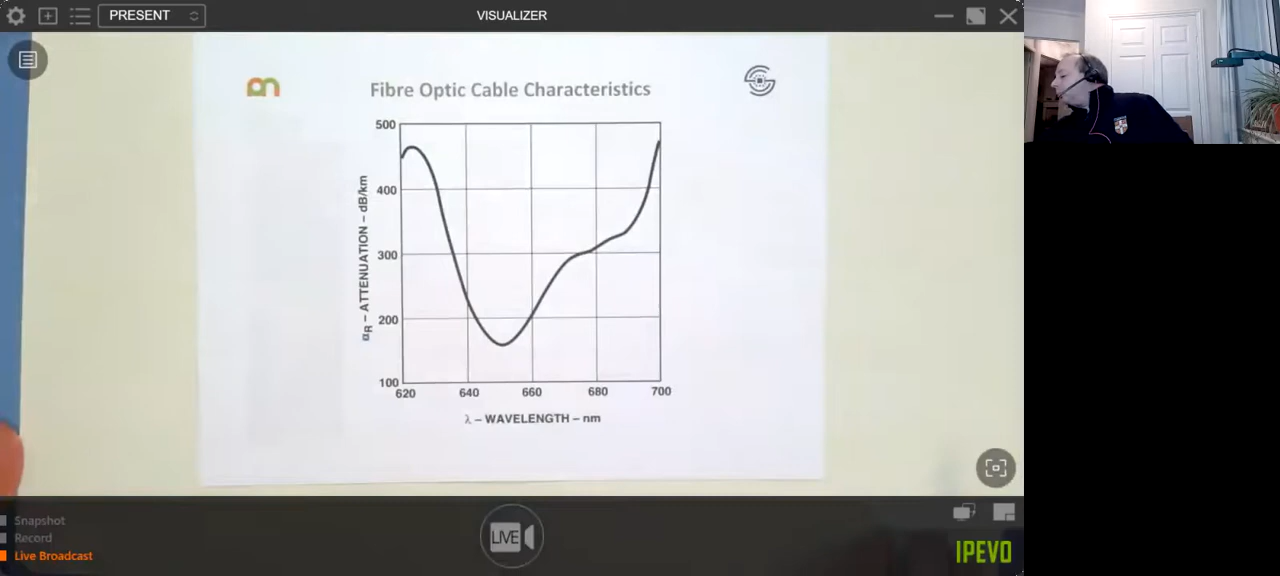 PRESENT
VISUALIZER
Fibre Optic Cable Characteristics
500
400
300
200
100
αR – ATTENUATION – dB/km
620 640 660 680 700
λ – WAVELENGTH – nm
Snapshot
Record
Live Broadcast
LIVE
IPEVO